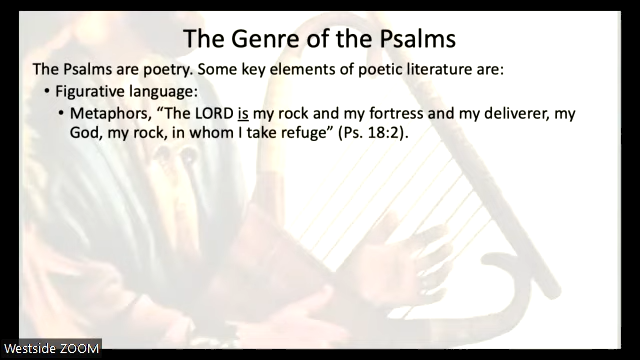 The Genre of the Psalms
The Psalms are poetry. Some key elements of poetic literature are:
• Figurative language:
• Metaphors, “The LORD is my rock and my fortress and my deliverer, my
God, my rock, in whom I take refuge” (Ps. 18:2).
Westside ZOOM